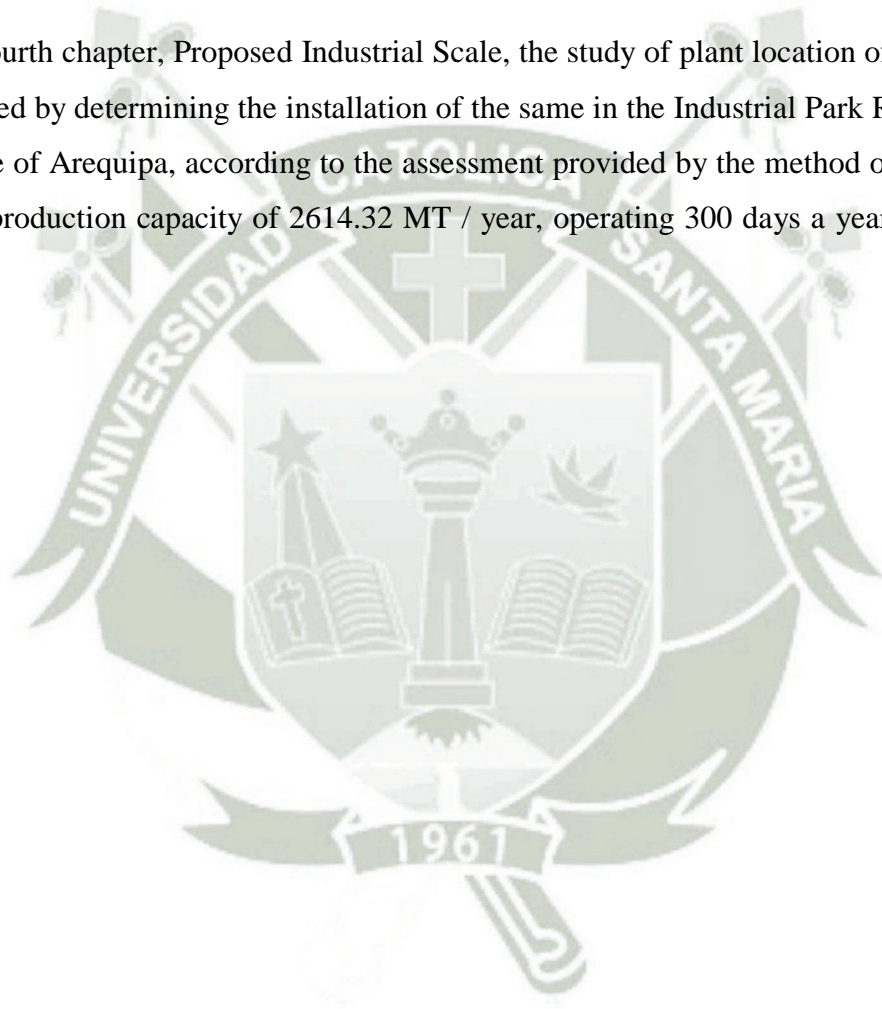 urth chapter, Proposed Industrial Scale, the study of plant location o
ed by determining the installation of the same in the Industrial Park
e of Arequipa, according to the assessment provided by the method o
production capacity of 2614.32 MT / year, operating 300 days a year
UNIVERSIDAD CATOLICA SANTA MARIA
1961